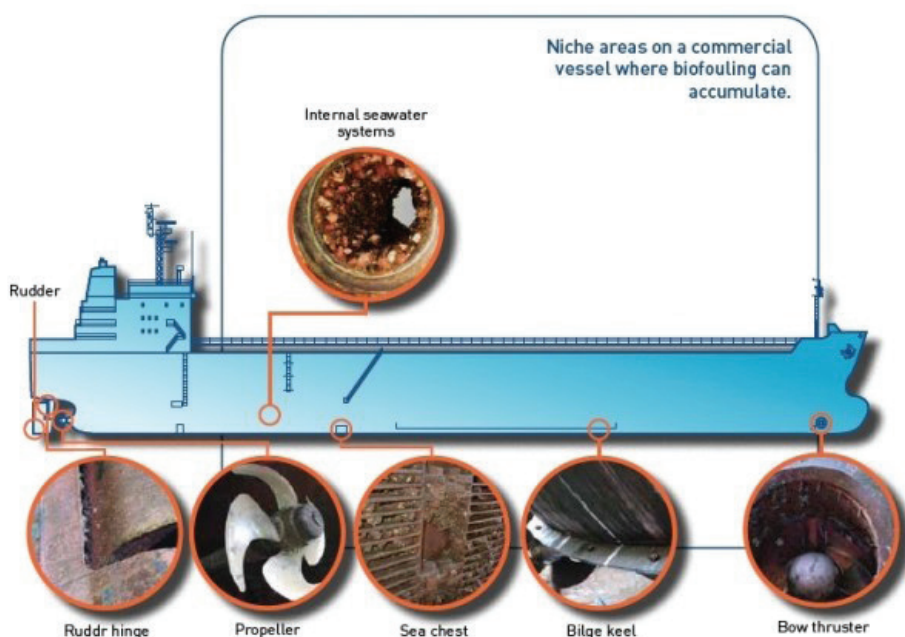 Niche areas on a commercial
vessel where biofouling can
accumulate.
Internal seawater
systems
Rudder
Ruddr hinge
Propeller
Sea chest
Bilge keel
Bow thruster